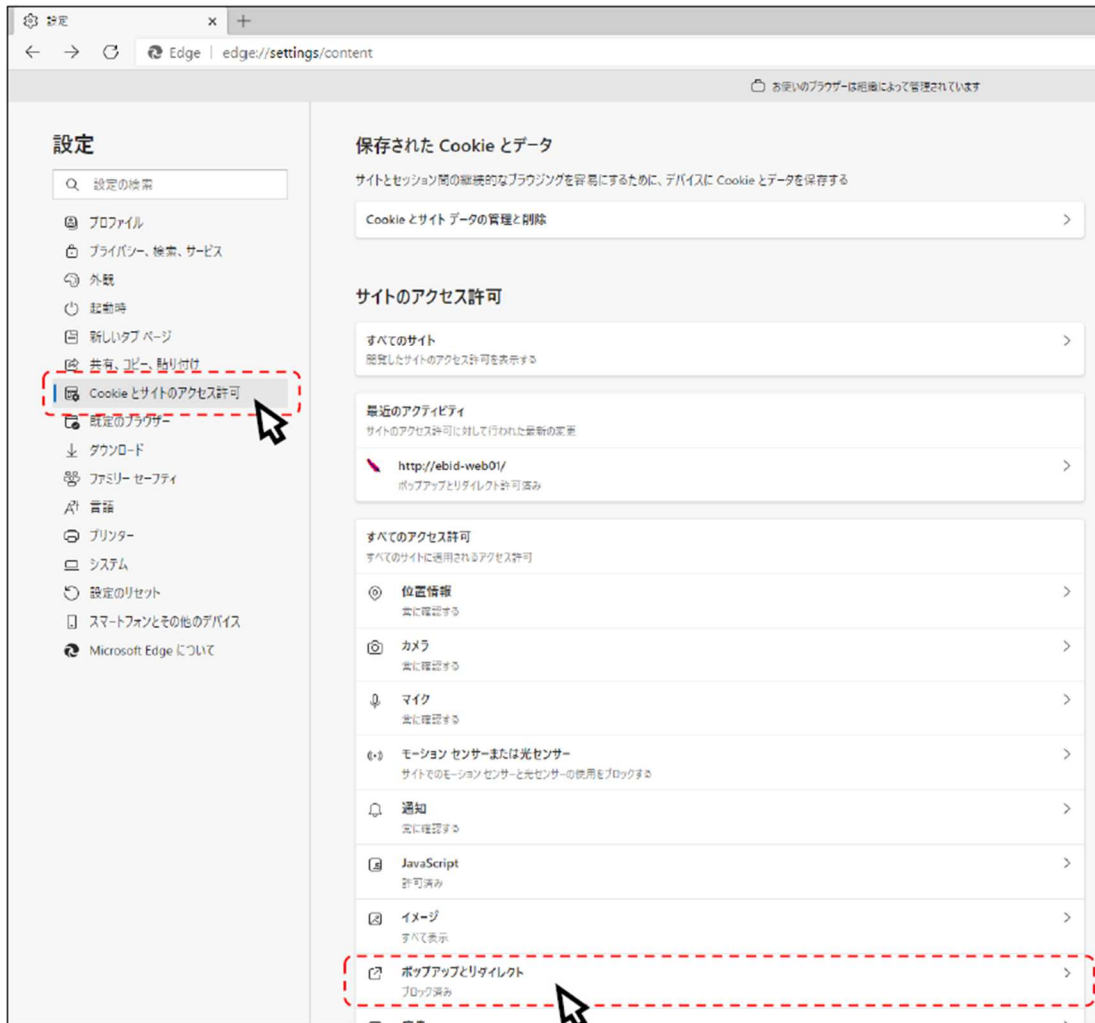 設定
Edge | edge://settings/content
お使いのブラウザーは組織によって管理されています
設定
設定の検索
プロファイル
プライバシー、検索、サービス
外観
起動時
新しいタブ ページ
共有、コピー、貼り付け
Cookie とサイトのアクセス許可
既定のブラウザー
ダウンロード
ファミリー セーフティ
言語
プリンター
システム
設定のリセット
スマートフォンとその他のデバイス
Microsoft Edge について
保存された Cookie とデータ
サイトとセッション間の継続的なブラウジングを容易にするために、デバイスに Cookie とデータを保存する
Cookie とサイト データの管理と削除
サイトのアクセス許可
すべてのサイト
閲覧したサイトのアクセス許可を表示する
最近のアクティビティ
サイトのアクセス許可に対して行われた最新の変更
http://ebid-web01/
ポップアップとリダイレクト許可済み
すべてのアクセス許可
すべてのサイトに適用されるアクセス許可
位置情報
常に確認する
カメラ
常に確認する
マイク
常に確認する
モーション センサーまたは光センサー
サイトでのモーション センサーと光センサーの使用をブロックする
通知
常に確認する
JavaScript
許可済み
イメージ
すべて表示
ポップアップとリダイレクト
ブロック済み